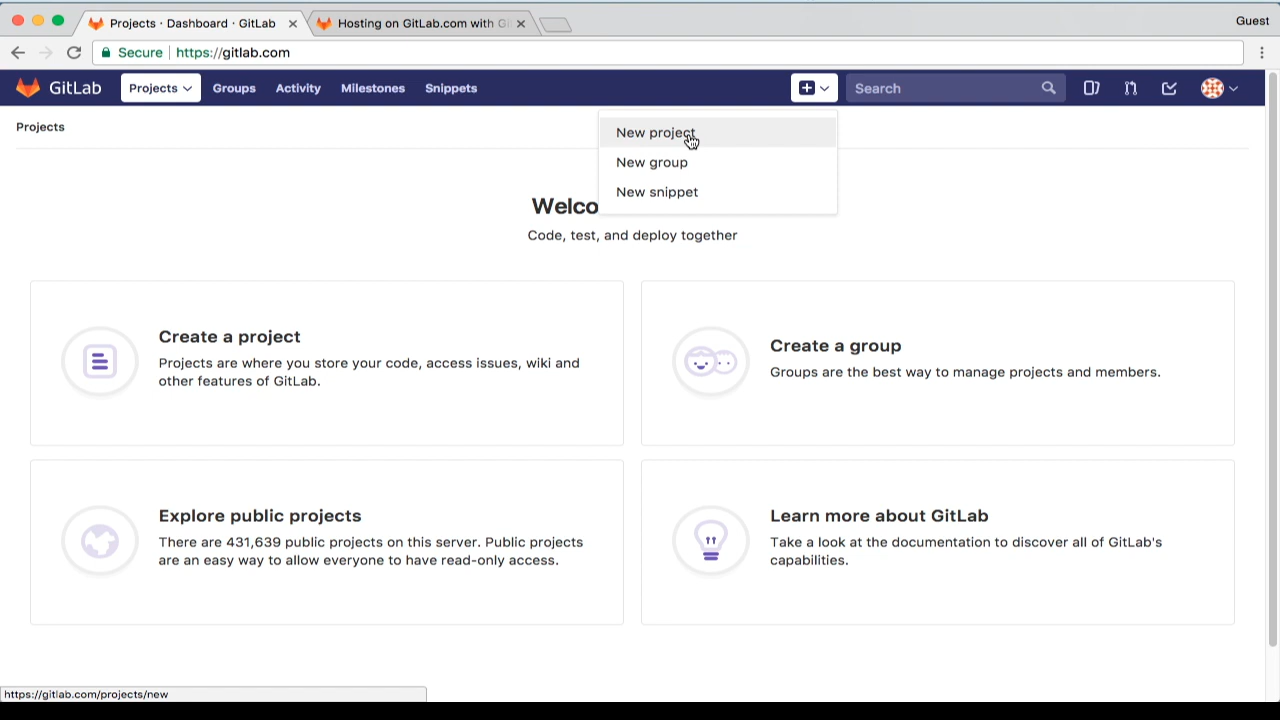 Projects · Dashboard · GitLab
Hosting on GitLab.com with
Guest
Secure
https://gitlab.com
GitLab
Projects
Groups
Activity
Milestones
Snippets
Search
Projects
New project
New group
New snippet
Welco
Code, test, and deploy together
Create a project
Projects are where you store your code, access issues, wiki and
other features of GitLab.
Create a group
Groups are the best way to manage projects and members.
Explore public projects
There are 431,639 public projects on this server. Public projects
are an easy way to allow everyone to have read-only access.
Learn more about GitLab
Take a look at the documentation to discover all of GitLab's
capabilities.
https://gitlab.com/projects/new